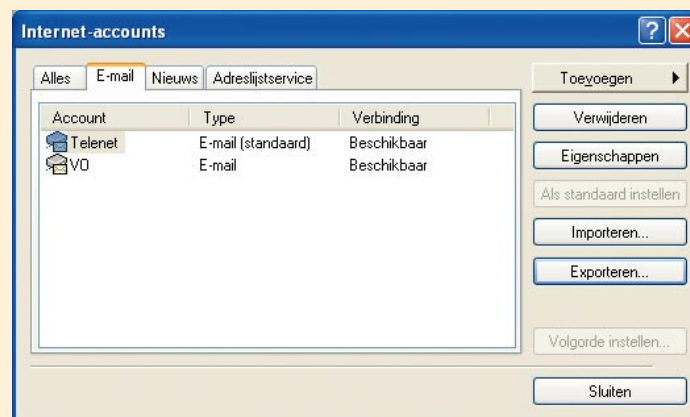 Internet-accounts
Alles E-mail Nieuws Adreslijstservice
Account Type Verbinding
Telenet E-mail (standaard) Beschikbaar
VO E-mail Beschikbaar
Toevoegen
Verwijderen
Eigenschappen
Als standaard instellen
Importeren...
Exporteren...
Volgorde instellen...
Sluiten